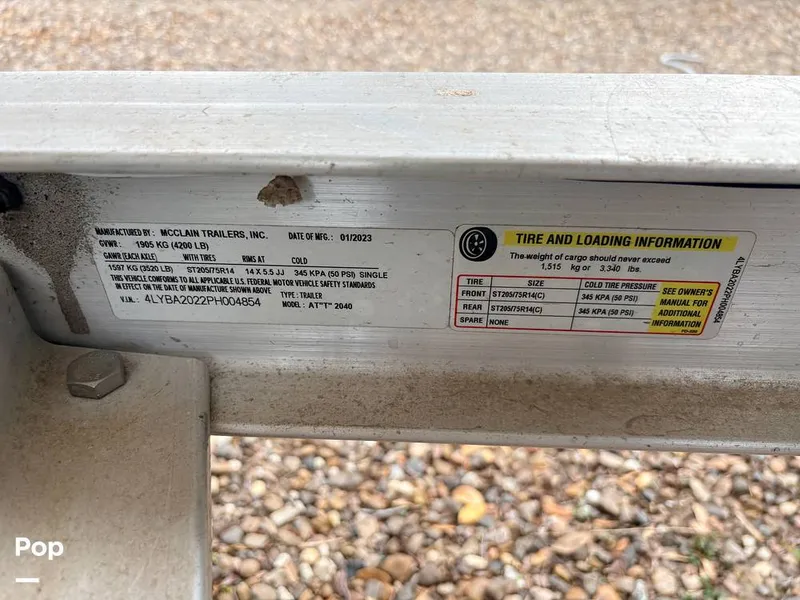 MANUFACTURED BY: MCCLAIN TRAILERS, INC. DATE OF MFG.: 01/2023
GVWR: 1905 KG (4200 LB)
GAWR (EACH AXLE) WITH TIRES RIMS AT COLD
1597 KG (3520 LB) ST205/75R14 14 X 5.5 JJ 345 KPA (50 PSI) SINGLE
THIS VEHICLE CONFORMS TO ALL APPLICABLE U.S. FEDERAL MOTOR VEHICLE SAFETY STANDARDS
IN EFFECT ON THE DATE OF MANUFACTURE SHOWN ABOVE
V.I.N.: 4LYBA2022PH004854 TYPE: TRAILER
MODEL: AT"T" 2040
TIRE AND LOADING INFORMATION
The weight of cargo should never exceed
1,515 kg or 3,340 lbs.
TIRE SIZE COLD TIRE PRESSURE
FRONT ST205/75R14(C) 345 KPA (50 PSI)
REAR ST205/75R14(C) 345 KPA (50 PSI)
SPARE NONE
SEE OWNER'S
MANUAL FOR
ADDITIONAL
INFORMATION
4LYBA2022PH004854
Pop